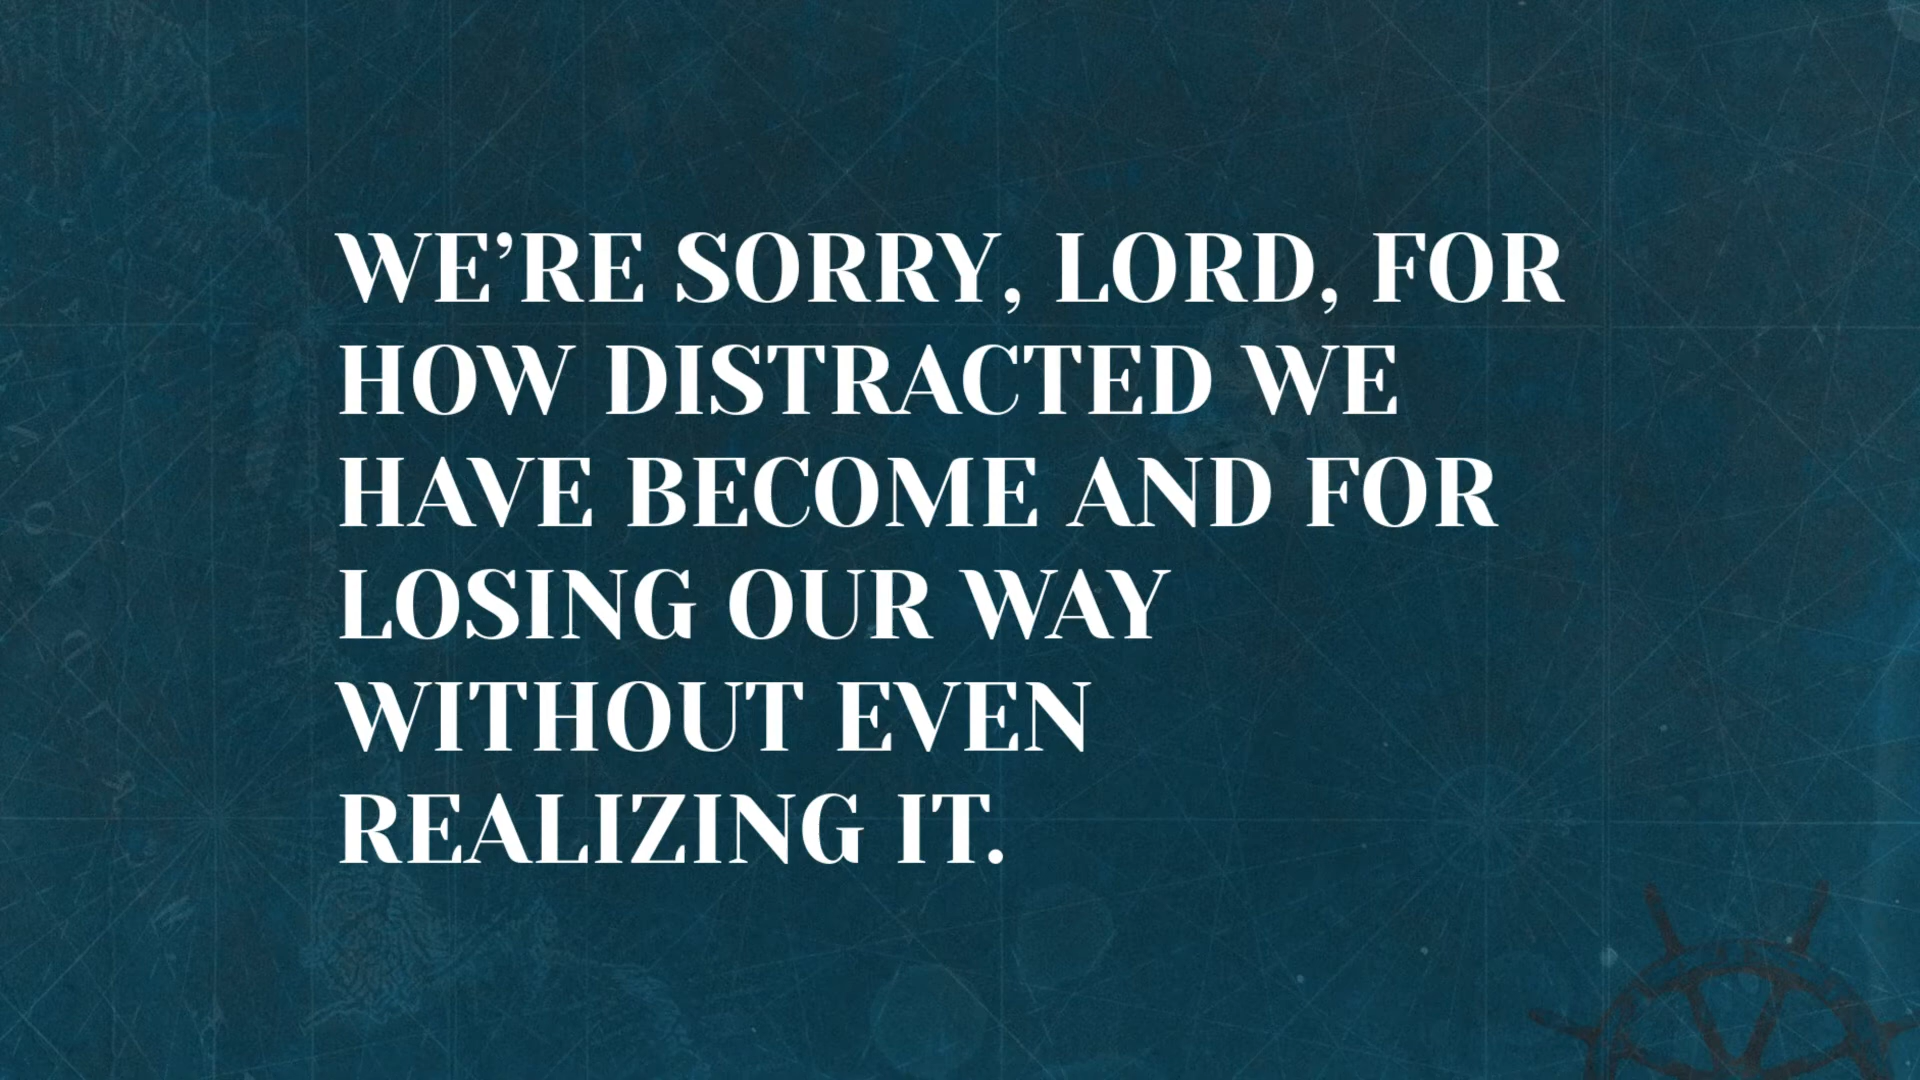 WE’RE SORRY, LORD, FOR
HOW DISTRACTED WE
HAVE BECOME AND FOR
LOSING OUR WAY
WITHOUT EVEN
REALIZING IT.